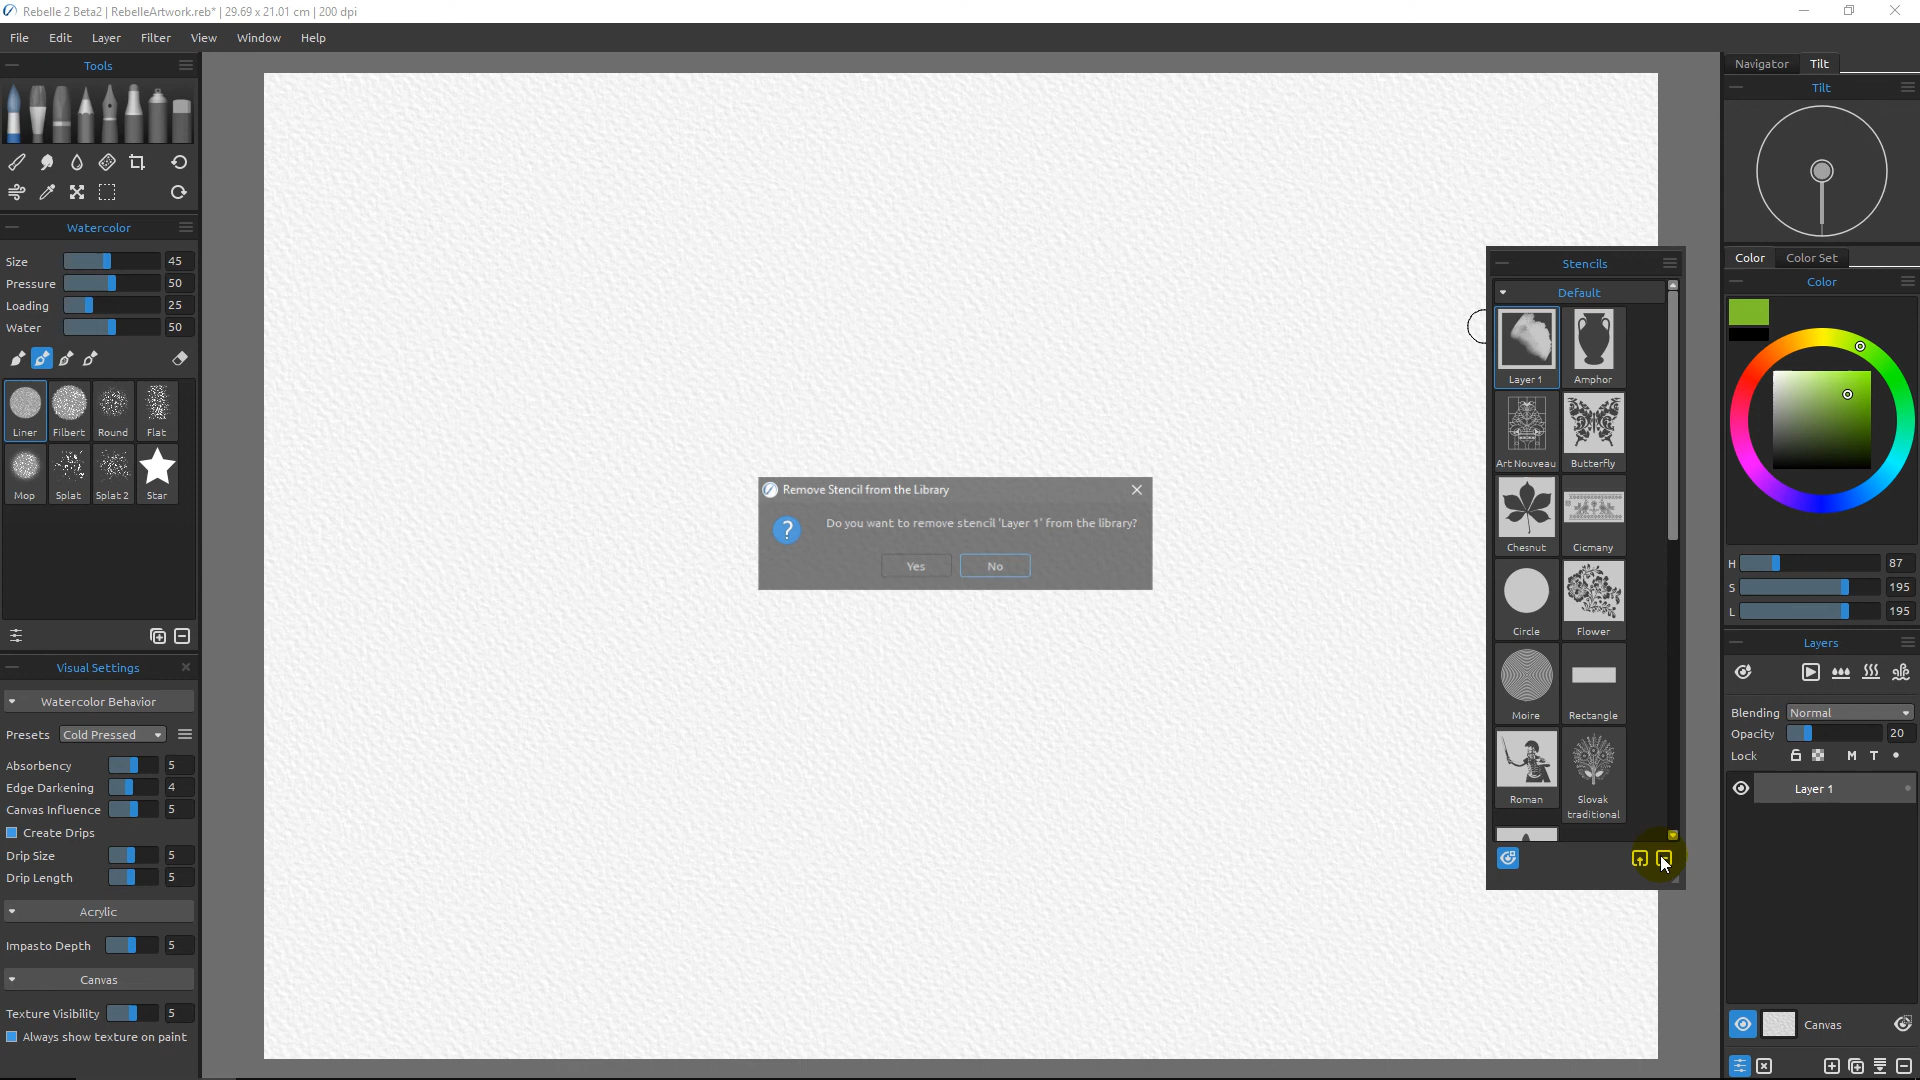 Rebelle 2 Beta2 | RebelleArtwork.reb* | 29.69 x 21.01 cm | 200 dpi
File Edit Layer Filter View Window Help
Tools
Watercolor
Size 45
Pressure 50
Loading 25
Water 50
Liner Filbert Round Flat
Mop Splat Splat 2 Star
Visual Settings
Watercolor Behavior
Presets Cold Pressed
Absorbency 5
Edge Darkening 4
Canvas Influence 5
Create Drips
Drip Size 5
Drip Length 5
Acrylic
Impasto Depth 5
Canvas
Texture Visibility 5
Always show texture on paint
Remove Stencil from the Library
Do you want to remove stencil 'Layer 1' from the library?
Yes No
Stencils
Default
Layer 1 Amphor
Art Nouveau Butterfly
Chesnut Cicmany
Circle Flower
Moire Rectangle
Roman Slovak
traditional
Navigator Tilt
Tilt
Color Color Set
Color
H 87
S 195
L 195
Layers
Blending Normal
Opacity 20
Lock M T
Layer 1
Canvas